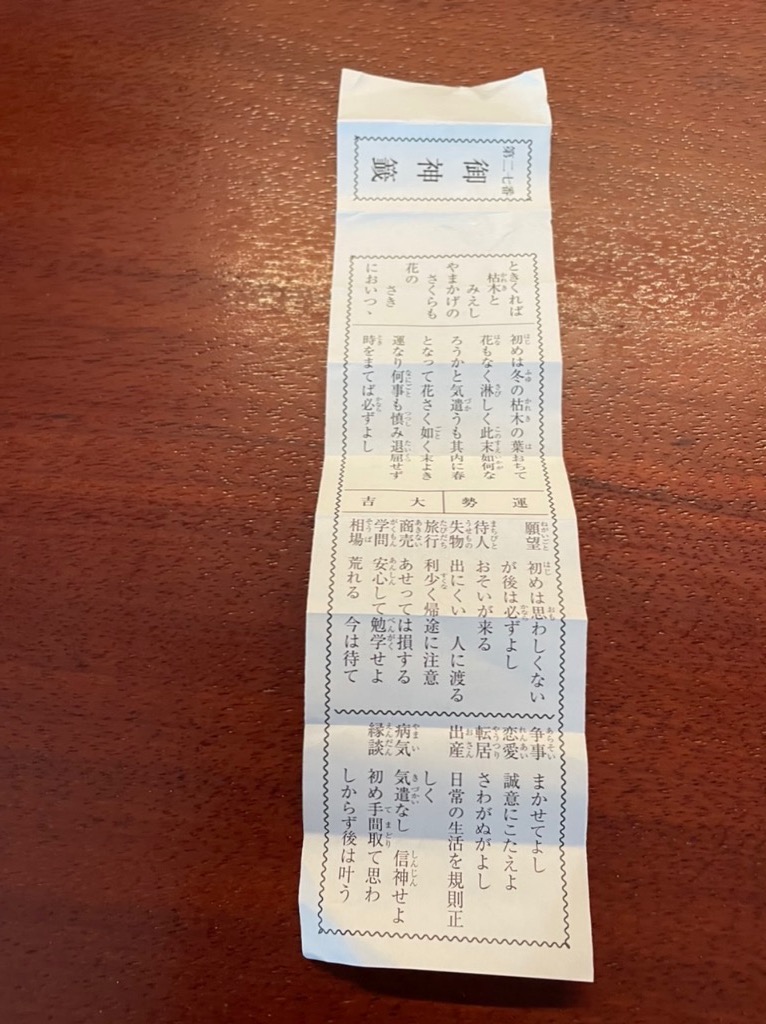 第二七番
御神籤
ときくれば
枯木と
みえし
やまかげの
さくらも
花の
さき
においつゝ
初めは冬の枯木の葉おちて
花もなく淋しく此末如何な
ろうかと気遣うも其内に春
となって花さく如く末よき
運なり何事も慎み退屈せず
時をまてば必ずよし
運勢 大吉
願望 初めは思わしくない
が後は必ずよし
待人 おそいが来る
失物 出にくい 人に渡る
旅行 利少く帰途に注意
商売 あせっては損する
学問 安心して勉学せよ
相場 荒れる 今は待て
争事 まかせてよし
恋愛 誠意にこたえよ
転居 さわがぬがよし
出産 日常の生活を規則正
しく
病気 気遣なし 信神せよ
縁談 初め手間取て思わ
しからず後は叶う